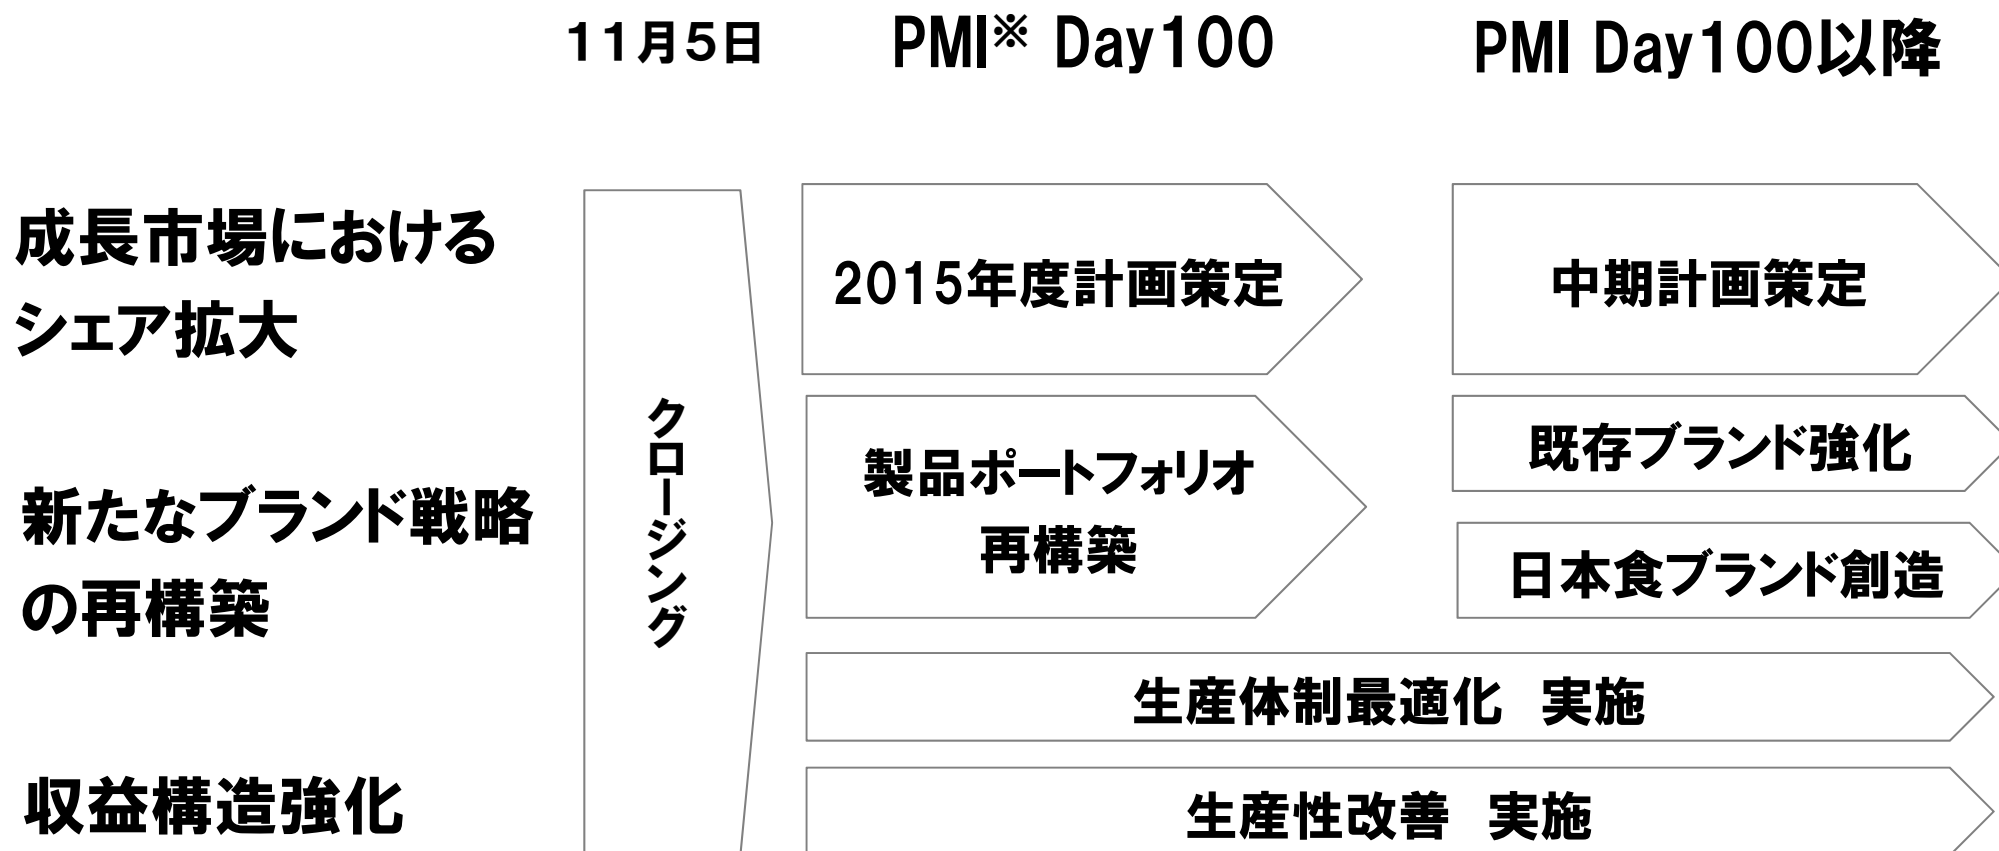 11月5日 PMI※ Day100 PMI Day100以降
成長市場における
シェア拡大
2015年度計画策定
中期計画策定
クロージング
新たなブランド戦略
の再構築
製品ポートフォリオ
再構築
既存ブランド強化
日本食ブランド創造
生産体制最適化　実施
収益構造強化
生産性改善　実施